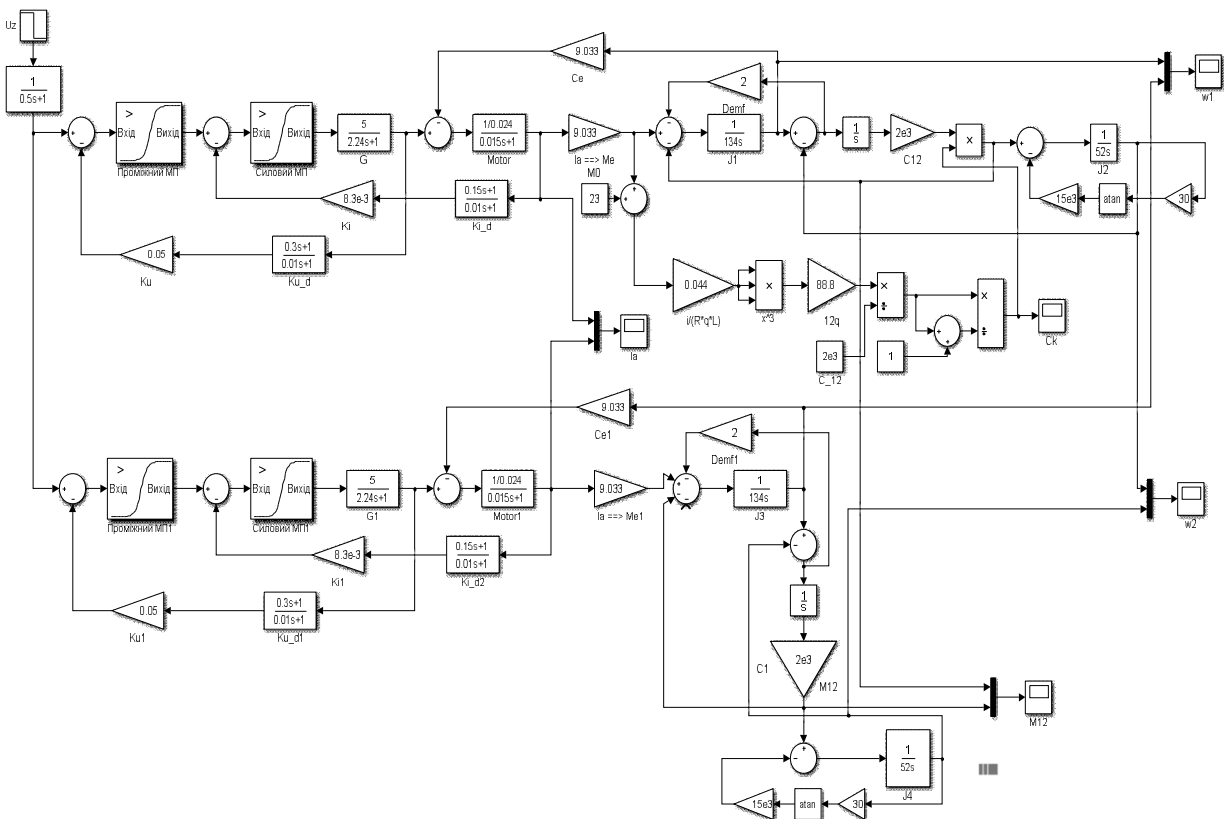 Uz
1
0.5s+1
+
-
>
Вхід
Вихід
Проміжний МП
+
-
>
Вхід
Вихід
Силовий МП
5
2.24s+1
G
+
-
1/0.024
0.015s+1
Motor
9.033
Ce
9.033
Ia ==> Me
M0
23
+
+
2
Demf
+
+
-
1
134s
J1
+
-
1
s
2e3
C12
×
+
-
1
52s
J2
15e3
atan
30
w1
8.3e-3
Ki
0.15s+1
0.01s+1
Ki_d
0.05
Ku
0.3s+1
0.01s+1
Ku_d
0.044
i/(R*q*L)
×
x^3
88.8
12q
×
÷
2e3
C_12
1
+
+
×
÷
Ck
Ia
9.033
Ce1
2
Demf1
+
-
>
Вхід
Вихід
Проміжний МП1
+
-
>
Вхід
Вихід
Силовий МП1
5
2.24s+1
G1
+
-
1/0.024
0.015s+1
Motor1
9.033
Ia ==> Me1
-
+
-
1
134s
J3
w2
8.3e-3
Ki1
0.15s+1
0.01s+1
Ki_d2
0.05
Ku1
0.3s+1
0.01s+1
Ku_d1
+
-
1
s
2e3
C1
M12
M12
+
-
1
52s
J4
15e3
atan
30